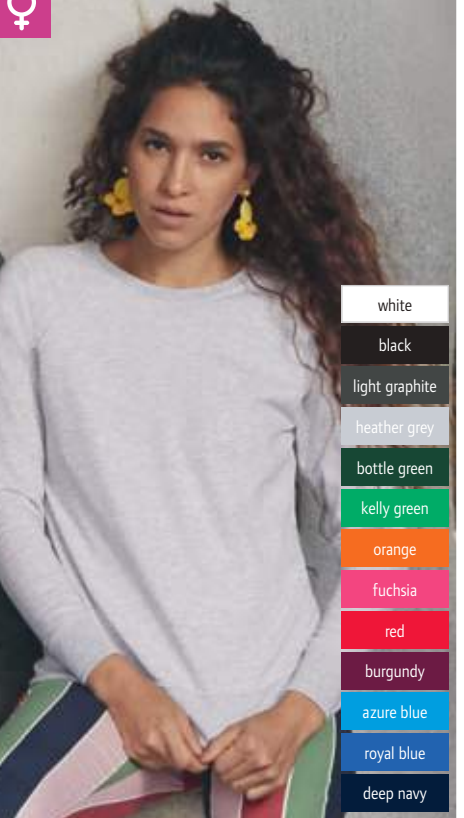 white
black
light graphite
heather grey
bottle green
kelly green
orange
fuchsia
red
burgundy
azure blue
royal blue
deep navy